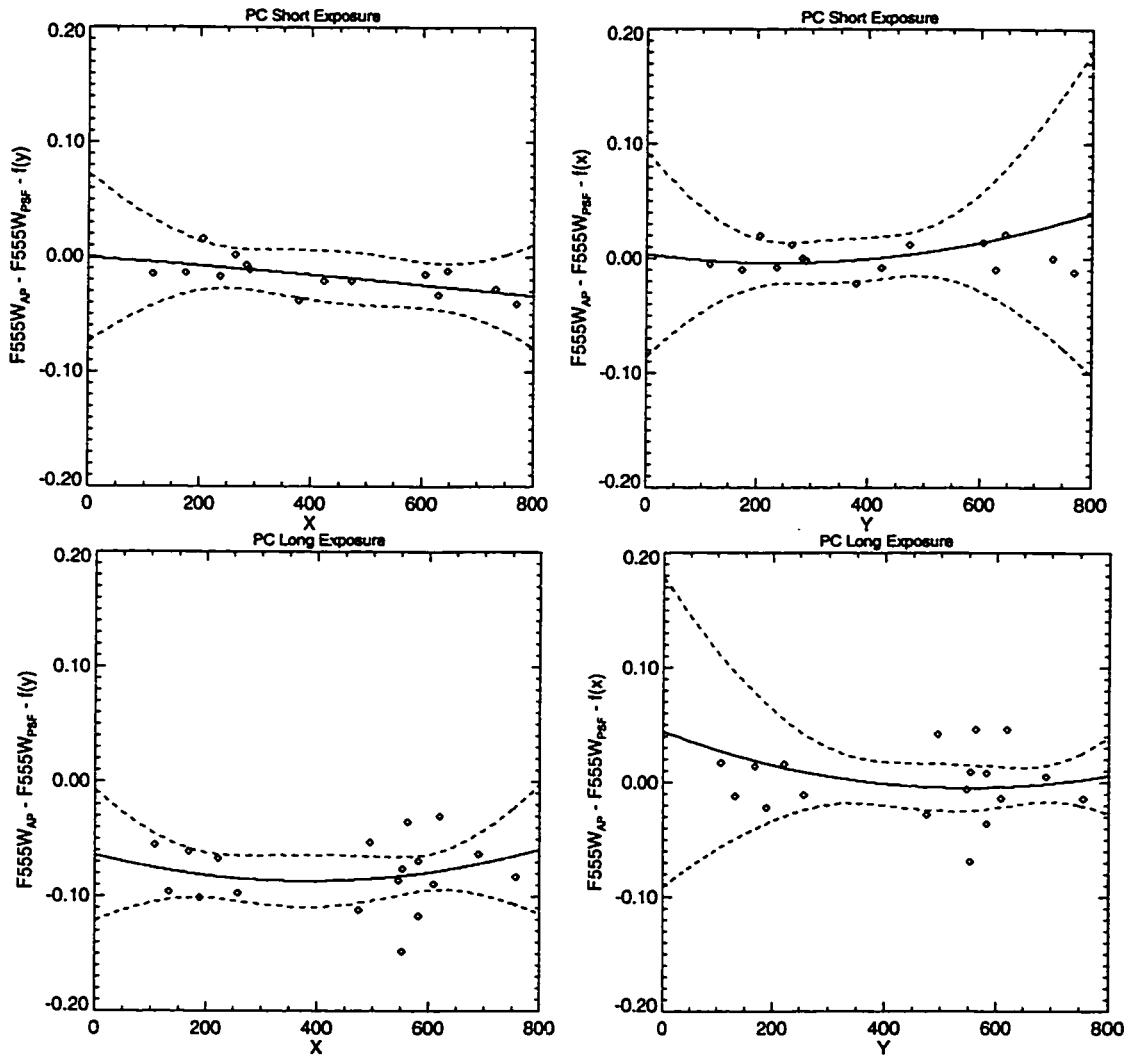 PC Short Exposure
0.20
0.10
0.00
-0.10
-0.20
F555W_AP - F555W_PSF - f(y)
0 200 400 600 800
X
PC Short Exposure
0.20
0.10
0.00
-0.10
-0.20
F555W_AP - F555W_PSF - f(x)
0 200 400 600 800
Y
PC Long Exposure
0.20
0.10
0.00
-0.10
-0.20
F555W_AP - F555W_PSF - f(y)
0 200 400 600 800
X
PC Long Exposure
0.20
0.10
0.00
-0.10
-0.20
F555W_AP - F555W_PSF - f(x)
0 200 400 600 800
Y